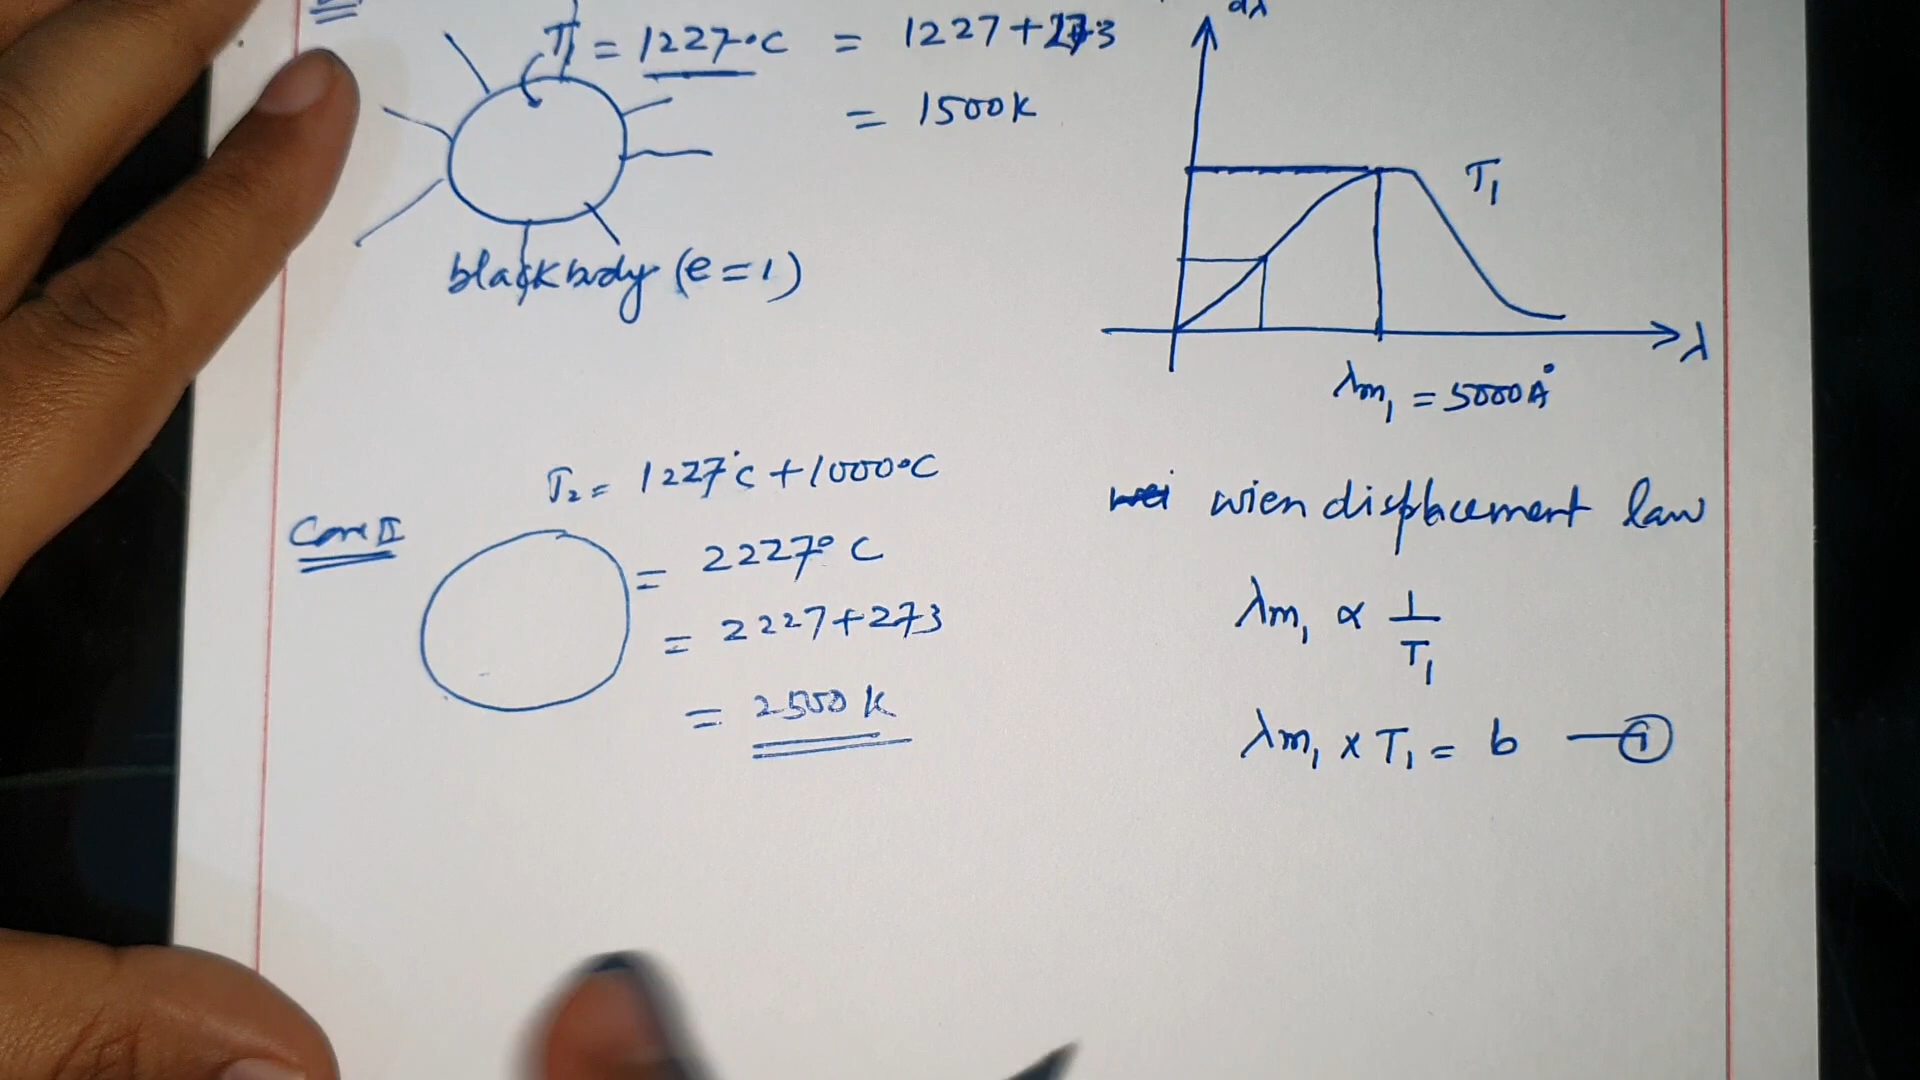 T1 = 1227°C = 1227+273
= 1500K
blackbody (e=1)
dλ
T1
λ
λm1 = 5000Å
T2 = 1227°C + 1000°C
Case II
= 2227°C
= 2227+273
= 2500 K
wien displacement law
λm1 ∝ 1/T1
λm1 x T1 = b —①